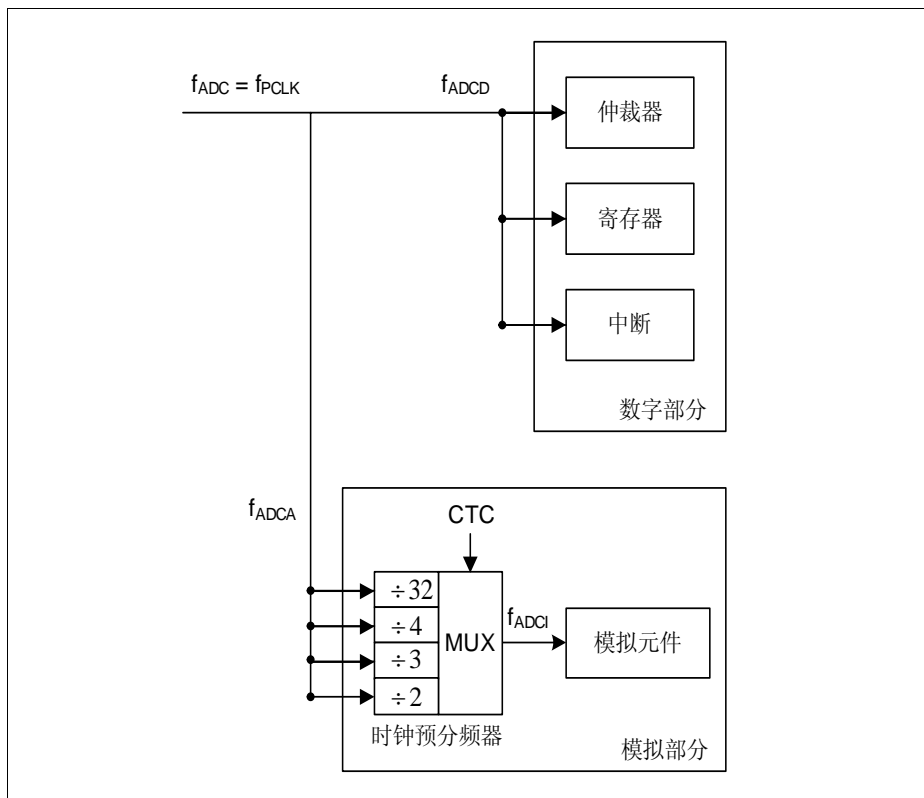 fADC = fPCLK
fADCD
仲裁器
寄存器
中断
数字部分
fADCA
CTC
÷32
÷4
÷3
÷2
MUX
fADCI
模拟元件
时钟预分频器
模拟部分